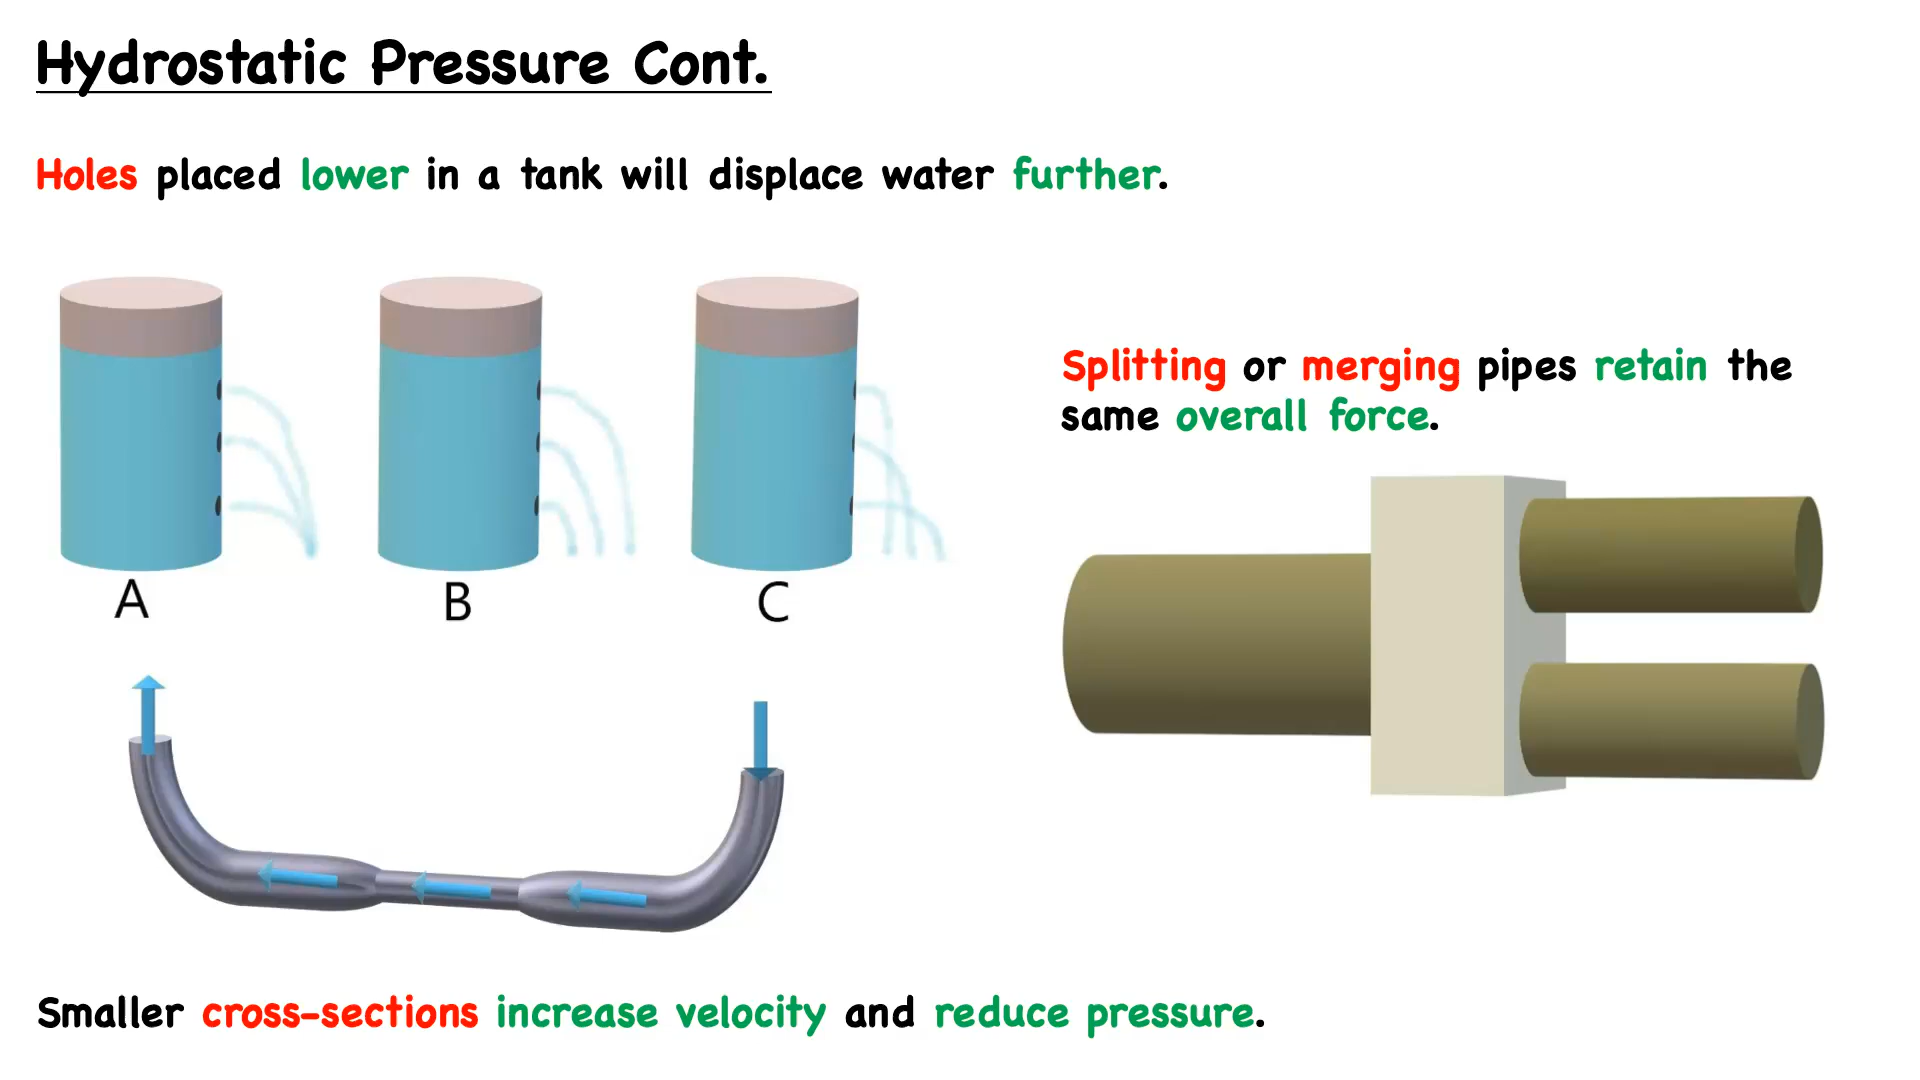 Hydrostatic Pressure Cont.
Holes placed lower in a tank will displace water further.
A
B
C
Splitting or merging pipes retain the
same overall force.
Smaller cross-sections increase velocity and reduce pressure.